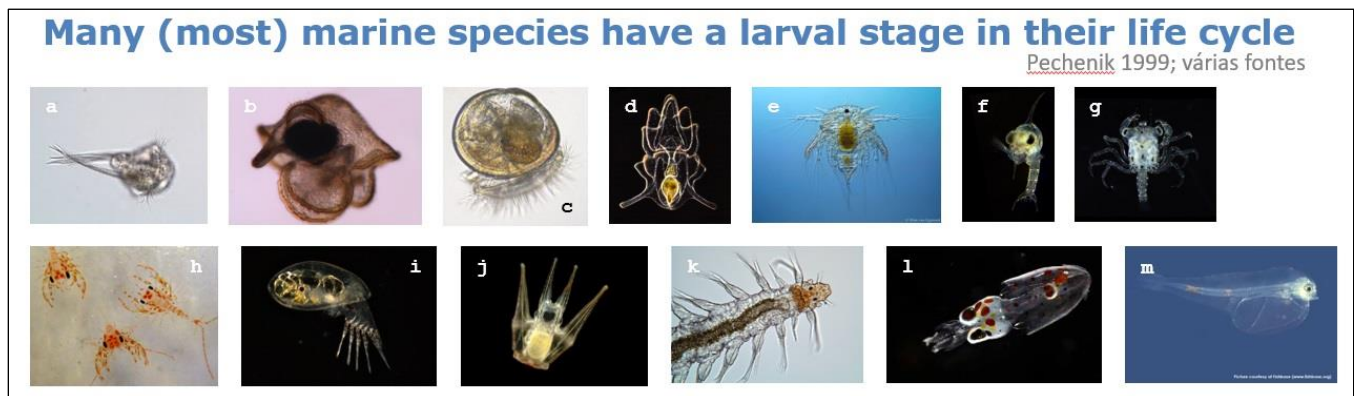 Many (most) marine species have a larval stage in their life cycle
Pechenik 1999; várias fontes
a
b
c
d
e
f
g
h
i
j
k
l
m